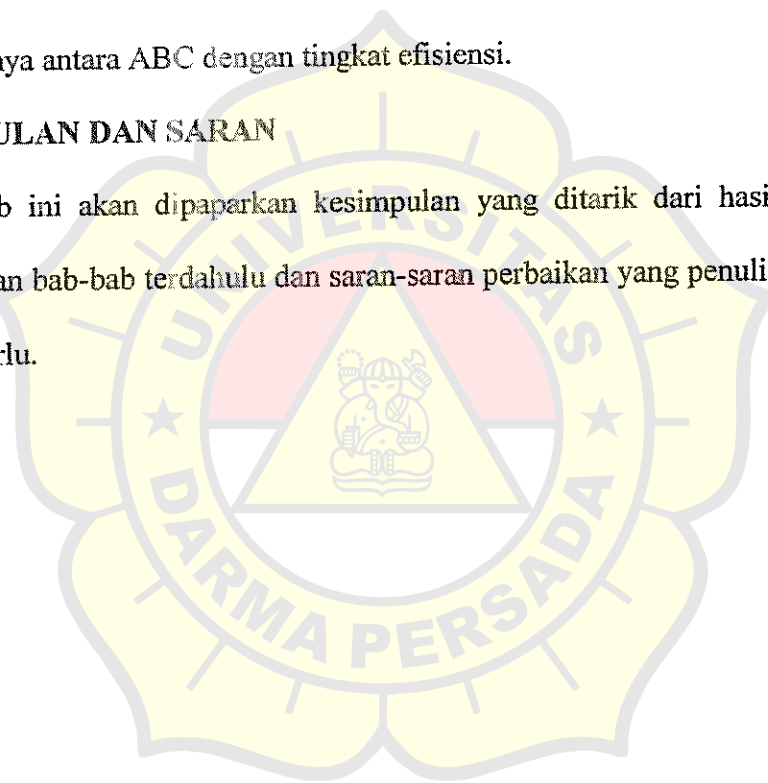 nya antara ABC dengan tingkat efisiensi.
ULAN DAN SARAN
b ini akan dipaparkan kesimpulan yang ditarik dari hasi
an bab-bab terdahulu dan saran-saran perbaikan yang penuli
rlu.
UNIVERSITAS
DARMA PERSADA